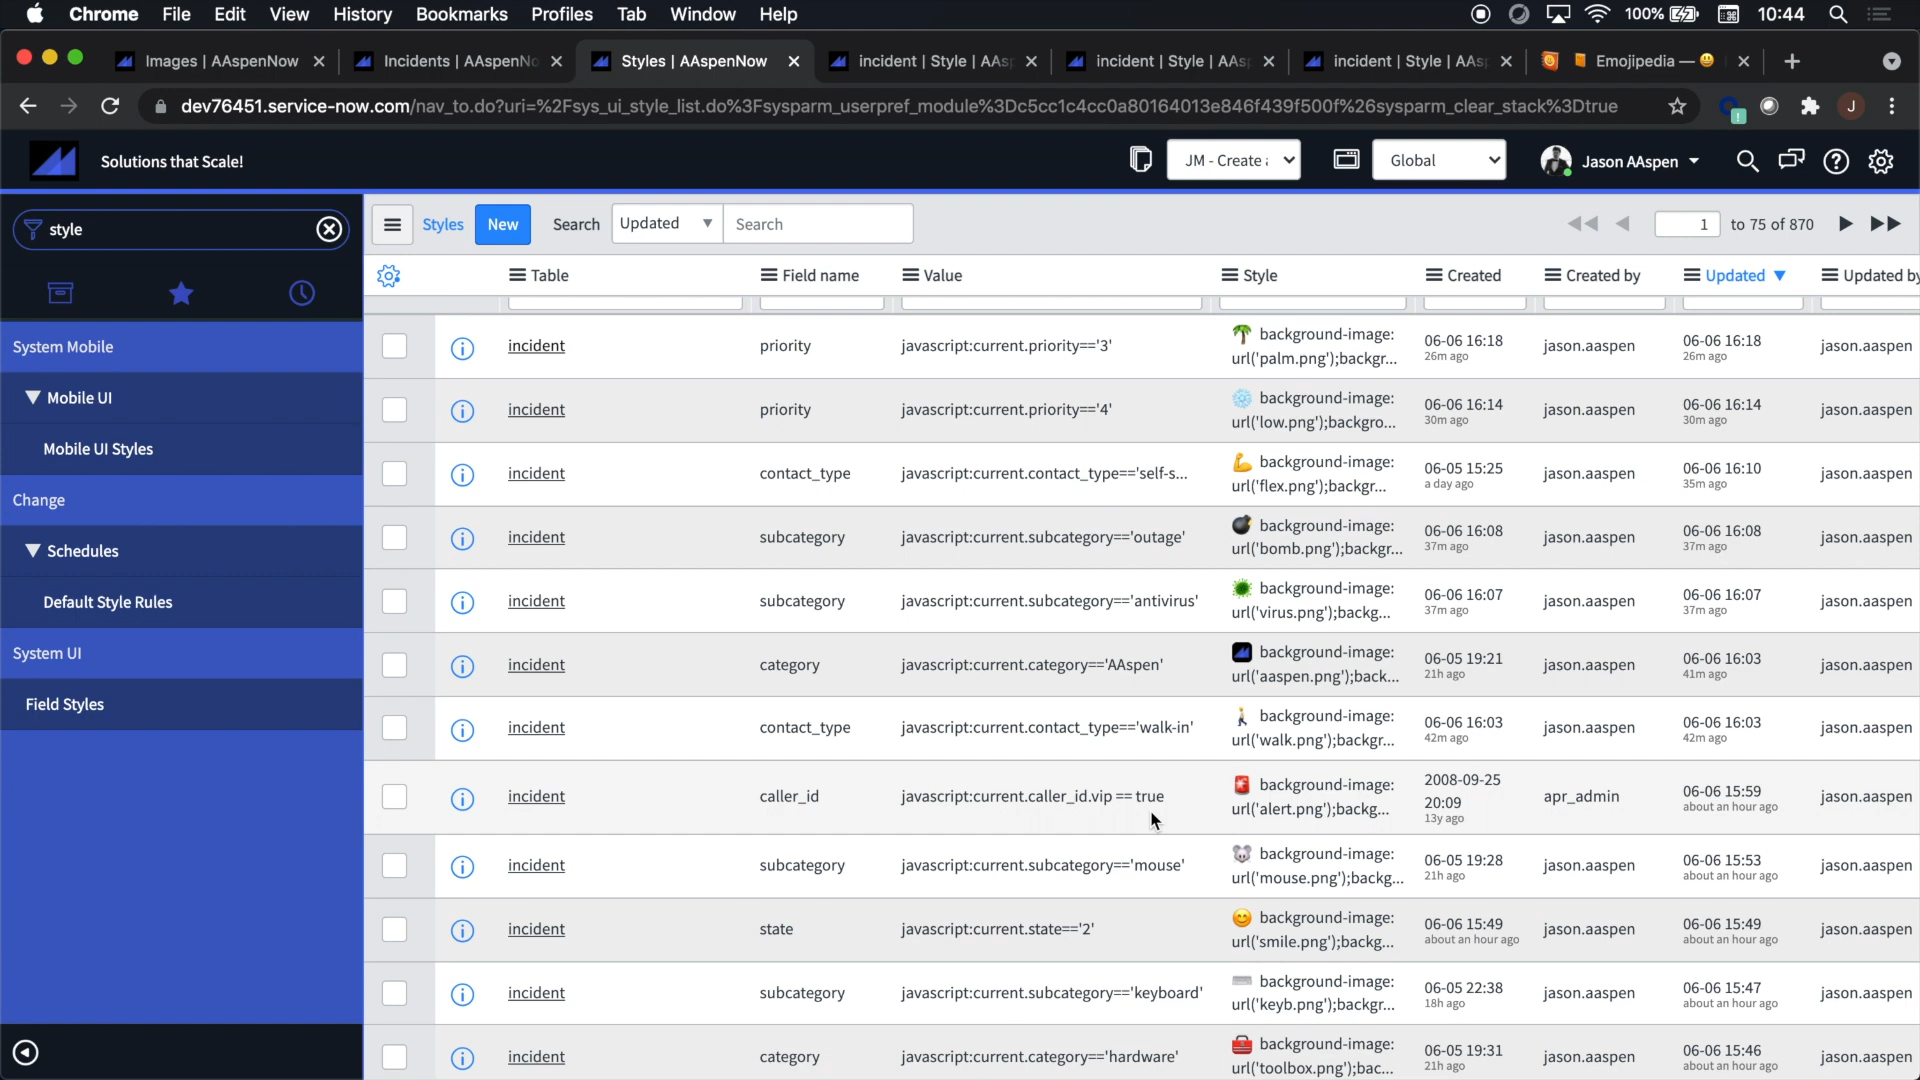 Chrome File Edit View History Bookmarks Profiles Tab Window Help 100% 10:44
Images | AAspenNow Incidents | AAspenNo Styles | AAspenNow incident | Style | AAsp incident | Style | AAsp incident | Style | AAsp Emojipedia —
dev76451.service-now.com/nav_to.do?uri=%2Fsys_ui_style_list.do%3Fsysparm_userpref_module%3Dc5cc1c4cc0a80164013e846f439f500f%26sysparm_clear_stack%3Dtrue J
Solutions that Scale! JM - Create Global Jason AAspen
style Styles New Search Updated Search 1 to 75 of 870
Table Field name Value Style Created Created by Updated Updated by
System Mobile
Mobile UI
Mobile UI Styles
Change
Schedules
Default Style Rules
System UI
Field Styles
incident priority javascript:current.priority=='3' background-image: url('palm.png');backgr... 06-06 16:18 26m ago jason.aaspen 06-06 16:18 26m ago jason.aaspen
incident priority javascript:current.priority=='4' background-image: url('low.png');backgro... 06-06 16:14 30m ago jason.aaspen 06-06 16:14 30m ago jason.aaspen
incident contact_type javascript:current.contact_type=='self-s... background-image: url('flex.png');backgr... 06-05 15:25 a day ago jason.aaspen 06-06 16:10 35m ago jason.aaspen
incident subcategory javascript:current.subcategory=='outage' background-image: url('bomb.png');backgr... 06-06 16:08 37m ago jason.aaspen 06-06 16:08 37m ago jason.aaspen
incident subcategory javascript:current.subcategory=='antivirus' background-image: url('virus.png');backg... 06-06 16:07 37m ago jason.aaspen 06-06 16:07 37m ago jason.aaspen
incident category javascript:current.category=='AAspen' background-image: url('aaspen.png');back... 06-05 19:21 21h ago jason.aaspen 06-06 16:03 41m ago jason.aaspen
incident contact_type javascript:current.contact_type=='walk-in' background-image: url('walk.png');backgr... 06-06 16:03 42m ago jason.aaspen 06-06 16:03 42m ago jason.aaspen
incident caller_id javascript:current.caller_id.vip == true background-image: url('alert.png');backg... 2008-09-25 20:09 13y ago apr_admin 06-06 15:59 about an hour ago jason.aaspen
incident subcategory javascript:current.subcategory=='mouse' background-image: url('mouse.png');backg... 06-05 19:28 21h ago jason.aaspen 06-06 15:53 about an hour ago jason.aaspen
incident state javascript:current.state=='2' background-image: url('smile.png');backg... 06-06 15:49 about an hour ago jason.aaspen 06-06 15:49 about an hour ago jason.aaspen
incident subcategory javascript:current.subcategory=='keyboard' background-image: url('keyb.png');backgr... 06-05 22:38 18h ago jason.aaspen 06-06 15:47 about an hour ago jason.aaspen
incident category javascript:current.category=='hardware' background-image: url('toolbox.png');bac... 06-05 19:31 21h ago jason.aaspen 06-06 15:46 about an hour ago jason.aaspen